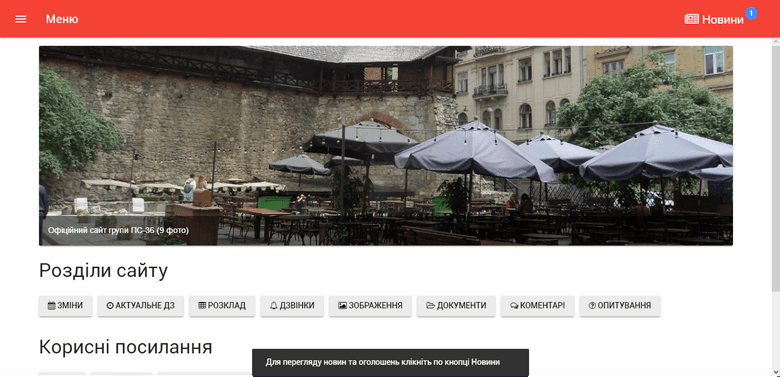 Меню
Новини
1
Офіційний сайт групи ПС-36 (9 фото)
Розділи сайту
ЗМІНИ
АКТУАЛЬНЕ ДЗ
РОЗКЛАД
ДЗВІНКИ
ЗОБРАЖЕННЯ
ДОКУМЕНТИ
КОМЕНТАРІ
ОПИТУВАННЯ
Корисні посилання
Для перегляду новин та оголошень клікніть по кнопці Новини